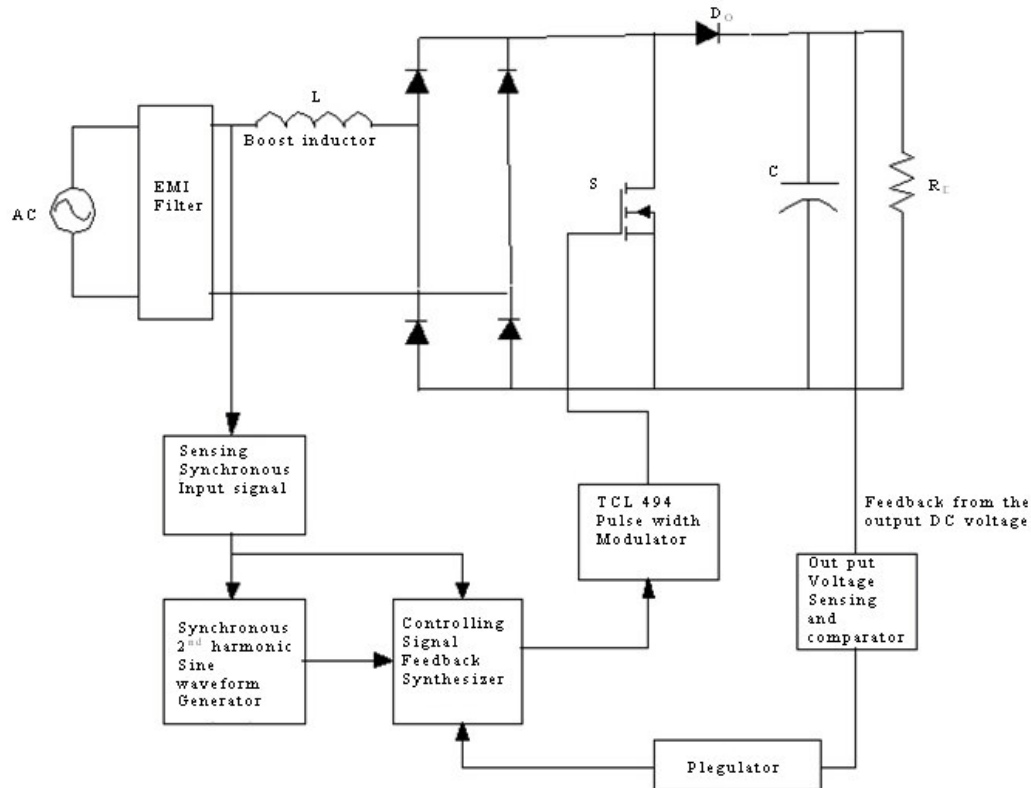 Do
L
Boost inductor
EMI
Filter
AC
S
C
R
Sensing
Synchronous
Input signal
TCL 494
Pulse width
Modulator
Feedback from the
output DC voltage
Out put
Voltage
Sensing
and
comparator
Synchronous
2nd harmonic
Sine
waveform
Generator
Controlling
Signal
Feedback
Synthesizer
Plegulator